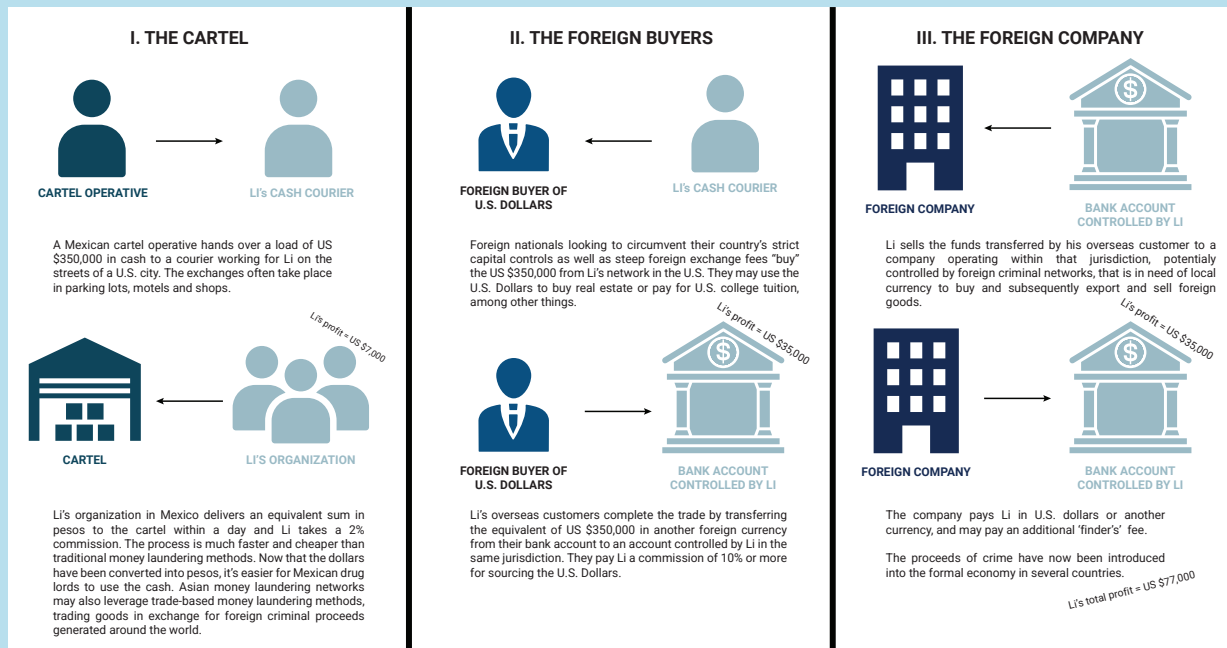 I. THE CARTEL
CARTEL OPERATIVE
LI's CASH COURIER
A Mexican cartel operative hands over a load of US
$350,000 in cash to a courier working for Li on the
streets of a U.S. city. The exchanges often take place
in parking lots, motels and shops.
Li's profit = US $7,000
CARTEL
LI'S ORGANIZATION
Li's organization in Mexico delivers an equivalent sum in
pesos to the cartel within a day and Li takes a 2%
commission. The process is much faster and cheaper than
traditional money laundering methods. Now that the dollars
have been converted into pesos, it's easier for Mexican drug
lords to use the cash. Asian money laundering networks
may also leverage trade-based money laundering methods,
trading goods in exchange for foreign criminal proceeds
generated around the world.
II. THE FOREIGN BUYERS
FOREIGN BUYER OF
U.S. DOLLARS
LI's CASH COURIER
Foreign nationals looking to circumvent their country's strict
capital controls as well as steep foreign exchange fees "buy"
the US $350,000 from Li's network in the U.S. They may use the
U.S. Dollars to buy real estate or pay for U.S. college tuition,
among other things.
Li's profit = US $35,000
$
FOREIGN BUYER OF
U.S. DOLLARS
BANK ACCOUNT
CONTROLLED BY LI
Li's overseas customers complete the trade by transferring
the equivalent of US $350,000 in another foreign currency
from their bank account to an account controlled by Li in the
same jurisdiction. They pay Li a commission of 10% or more
for sourcing the U.S. Dollars.
III. THE FOREIGN COMPANY
$
FOREIGN COMPANY
BANK ACCOUNT
CONTROLLED BY LI
Li sells the funds transferred by his overseas customer to a
company operating within that jurisdiction, potentialy
controlled by foreign criminal networks, that is in need of local
currency to buy and subsequently export and sell foreign
goods.
Li's profit = US $35,000
$
FOREIGN COMPANY
BANK ACCOUNT
CONTROLLED BY LI
The company pays Li in U.S. dollars or another
currency, and may pay an additional 'finder's' fee.
The proceeds of crime have now been introduced
into the formal economy in several countries.
Li's total profit = US $77,000